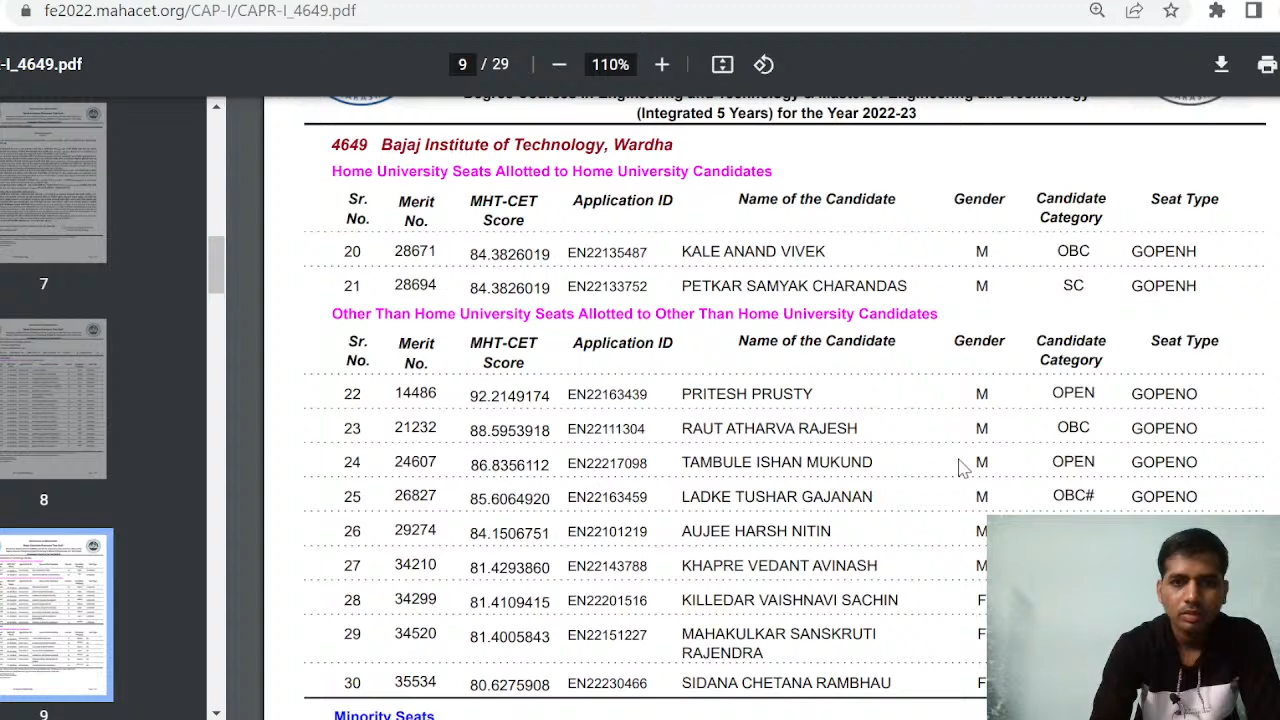 fe2022.mahacet.org/CAP-I/CAPR-I_4649.pdf
-I_4649.pdf 9 / 29 110%
(Integrated 5 Years) for the Year 2022-23
4649 Bajaj Institute of Technology, Wardha
Home University Seats Allotted to Home University Candidates
Sr. No. Merit No. MHT-CET Score Application ID Name of the Candidate Gender Candidate Category Seat Type
20 28671 84.3826019 EN22135487 KALE ANAND VIVEK M OBC GOPENH
21 28694 84.3826019 EN22133752 PETKAR SAMYAK CHARANDAS M SC GOPENH
Other Than Home University Seats Allotted to Other Than Home University Candidates
Sr. No. Merit No. MHT-CET Score Application ID Name of the Candidate Gender Candidate Category Seat Type
22 14486 92.2149174 EN22163439 PRITESH PRUSTY M OPEN GOPENO
23 21232 88.5953918 EN22111304 RAUT ATHARVA RAJESH M OBC GOPENO
24 24607 86.8356112 EN22217098 TAMBULE ISHAN MUKUND M OPEN GOPENO
25 26827 85.6064920 EN22163459 LADKE TUSHAR GAJANAN M OBC# GOPENO
26 29274 84.1506751 EN22101219 AUJEE HARSH NITIN M
27 34210 81.4293860 EN22143788 KHAPRE VEDANT AVINASH M
28 34299 81.4109415 EN22201516 KILLEDAR VAISHNAVI SACHIN F
29 34520 81.4005843 EN22151227 MAHAKULKAR SANSKRUTI RAJENDRA F
30 35534 80.6275908 EN22230466 SIDANA CHETANA RAMBHAU F
Minority Seats
7
8
9